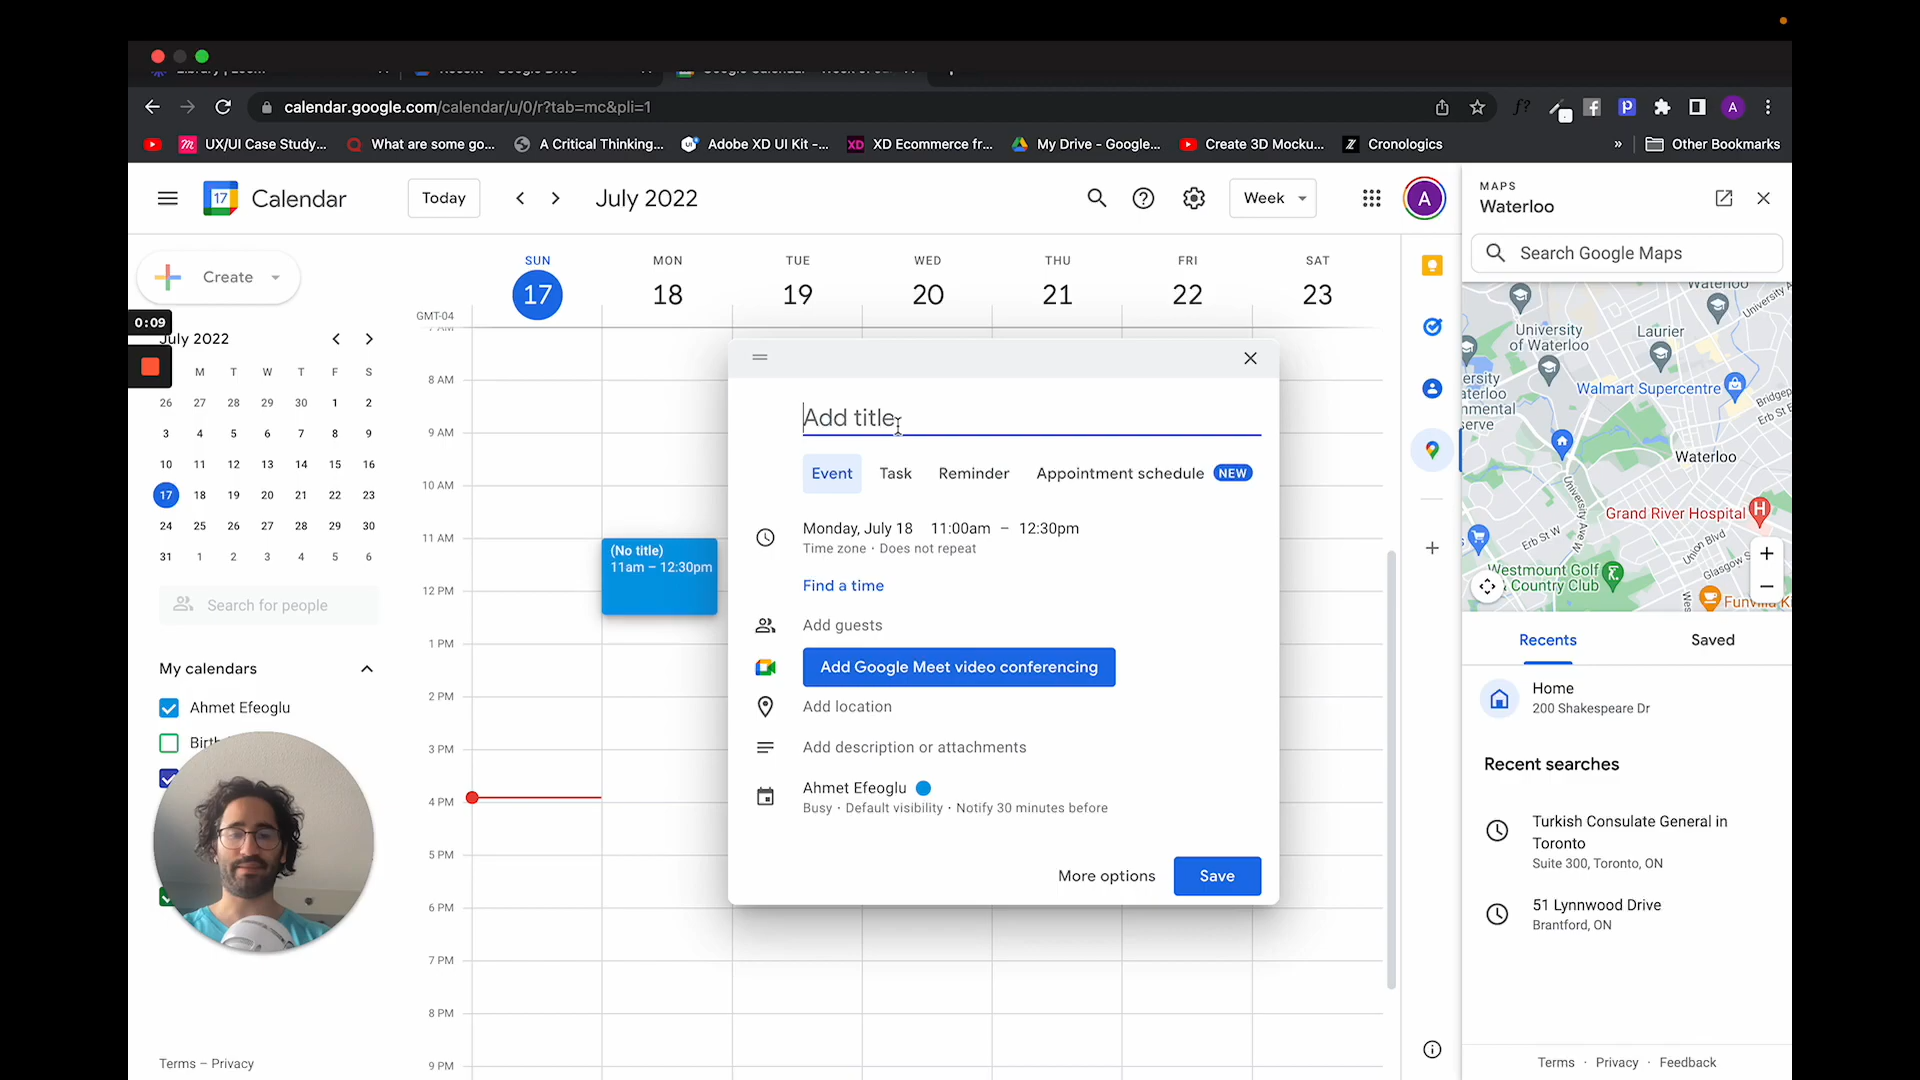 calendar.google.com/calendar/u/0/r?tab=mc&pli=1
A
UX/UI Case Study...
What are some go...
A Critical Thinking...
Adobe XD UI Kit -...
XD
XD Ecommerce fr...
My Drive - Google...
Create 3D Mocku...
Cronologics
»
Other Bookmarks
17
Calendar
Today
July 2022
Week
A
MAPS
Waterloo
Search Google Maps
Create
0:09
July 2022
M T W T F S
26 27 28 29 30 1 2
3 4 5 6 7 8 9
10 11 12 13 14 15 16
17 18 19 20 21 22 23
24 25 26 27 28 29 30
31 1 2 3 4 5 6
Search for people
My calendars
Ahmet Efeoglu
Terms – Privacy
SUN MON TUE WED THU FRI SAT
17 18 19 20 21 22 23
GMT-04
8 AM
9 AM
10 AM
11 AM
12 PM
1 PM
2 PM
3 PM
4 PM
5 PM
6 PM
7 PM
8 PM
9 PM
(No title)
11am – 12:30pm
Add title
Event Task Reminder Appointment schedule NEW
Monday, July 18 11:00am – 12:30pm
Time zone · Does not repeat
Find a time
Add guests
Add Google Meet video conferencing
Add location
Add description or attachments
Ahmet Efeoglu
Busy · Default visibility · Notify 30 minutes before
More options
Save
University
of Waterloo
Laurier
Walmart Supercentre
Waterloo
University Ave W
Grand River Hospital
H
Erb St W
Erb St
Union Blvd
Glasgow
Westmount Golf
& Country Club
Recents
Saved
Home
200 Shakespeare Dr
Recent searches
Turkish Consulate General in
Toronto
Suite 300, Toronto, ON
51 Lynnwood Drive
Brantford, ON
Terms · Privacy · Feedback